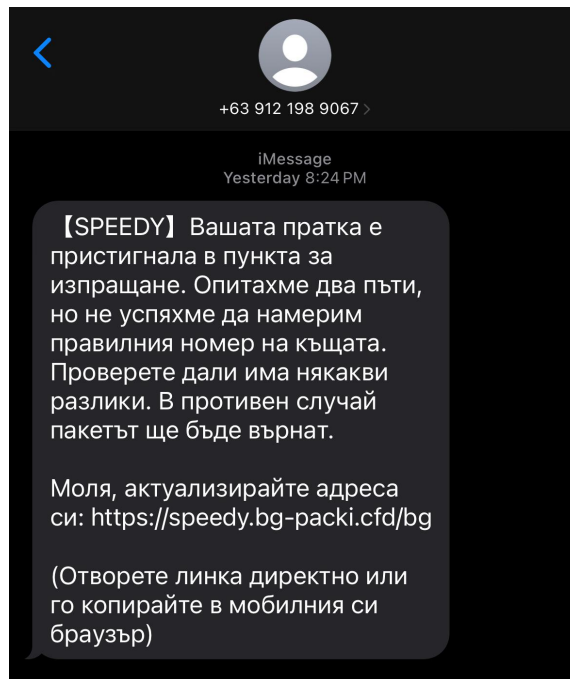 +63 912 198 9067 >
iMessage
Yesterday 8:24 PM
【SPEEDY】Вашата пратка е
пристигнала в пункта за
изпращане. Опитахме два пъти,
но не успяхме да намерим
правилния номер на къщата.
Проверете дали има някакви
разлики. В противен случай
пакетът ще бъде върнат.
Моля, актуализирайте адреса
си: https://speedy.bg-packi.cfd/bg
(Отворете линка директно или
го копирайте в мобилния си
браузър)